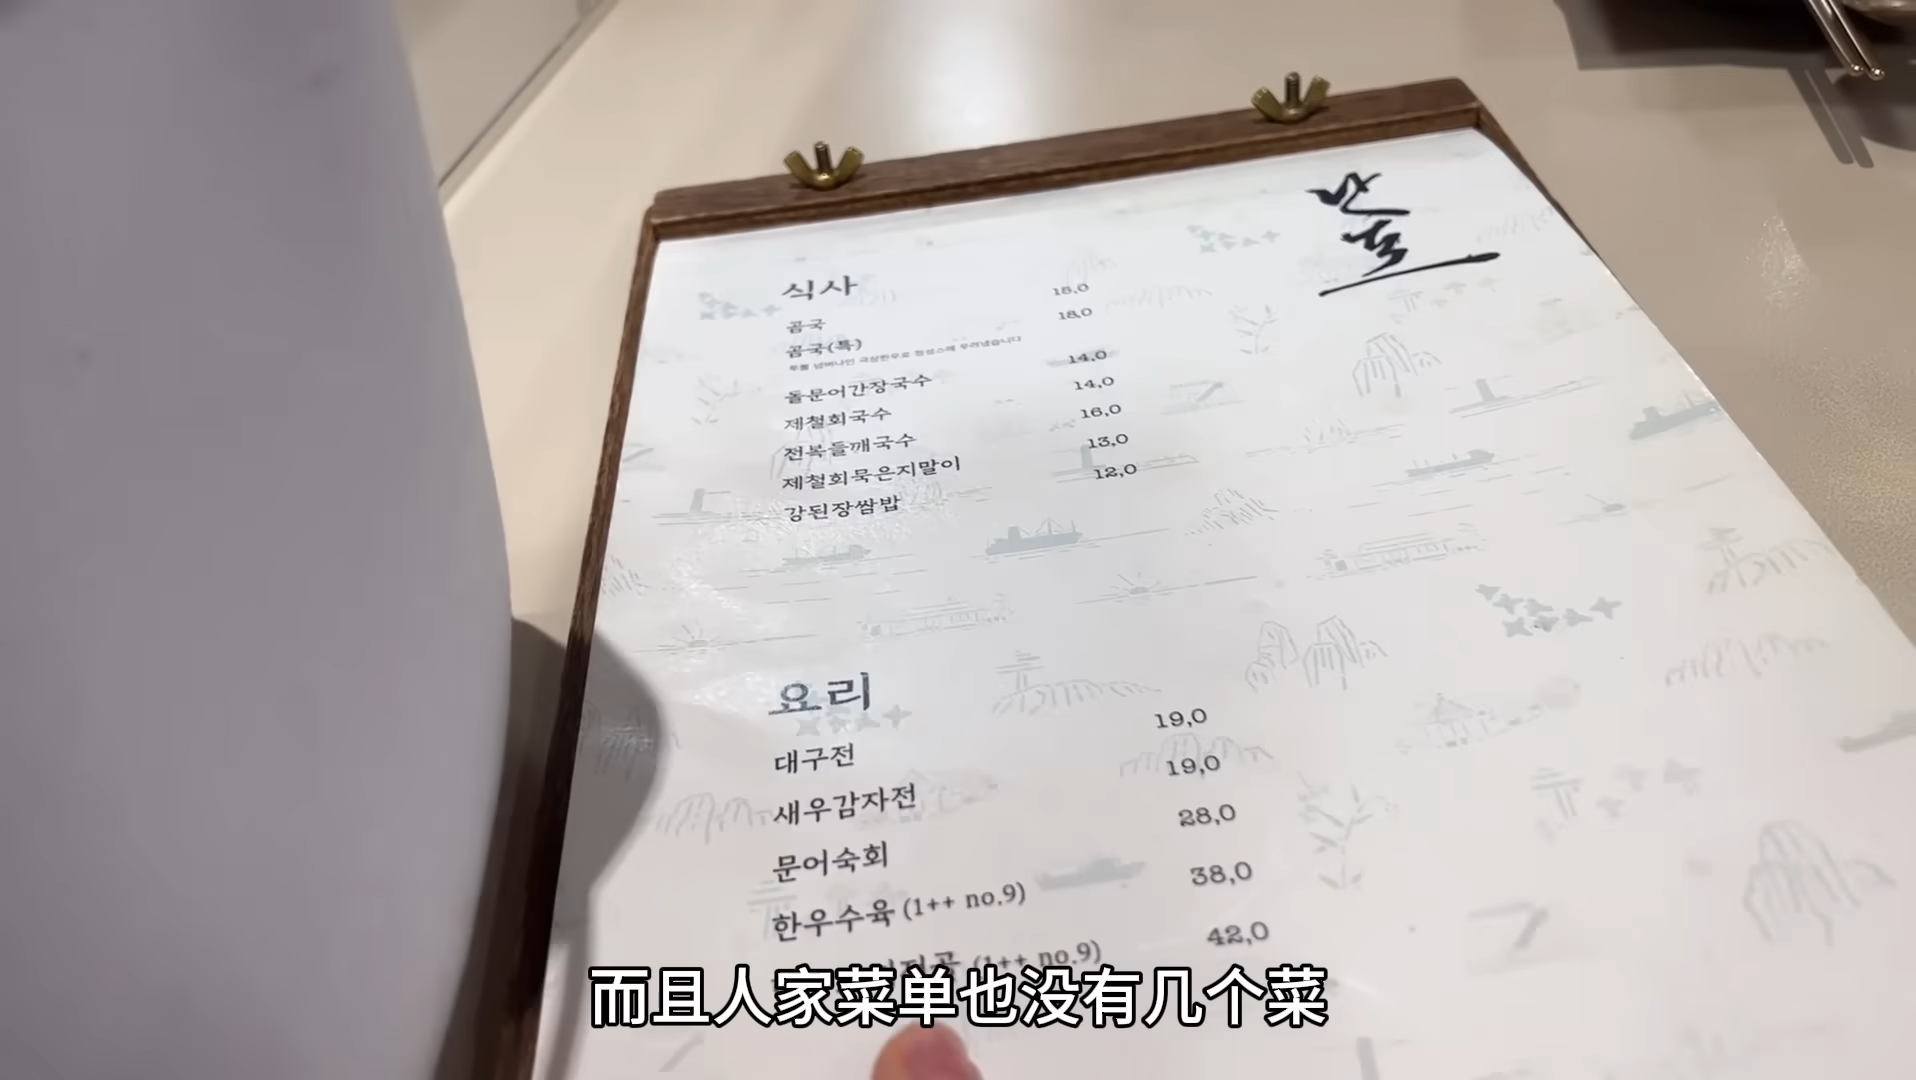 난포
식사
곰국 15,0
곰국(특) 18,0
돌문어간장국수 14,0
제철회국수 14,0
전복들깨국수 16,0
제철회묵은지말이 13,0
강된장쌈밥 12,0
요리
대구전 19,0
새우감자전 19,0
문어숙회 28,0
한우수육 (1++ no.9) 38,0
(1++ no.9) 42,0
而且人家菜单也没有几个菜